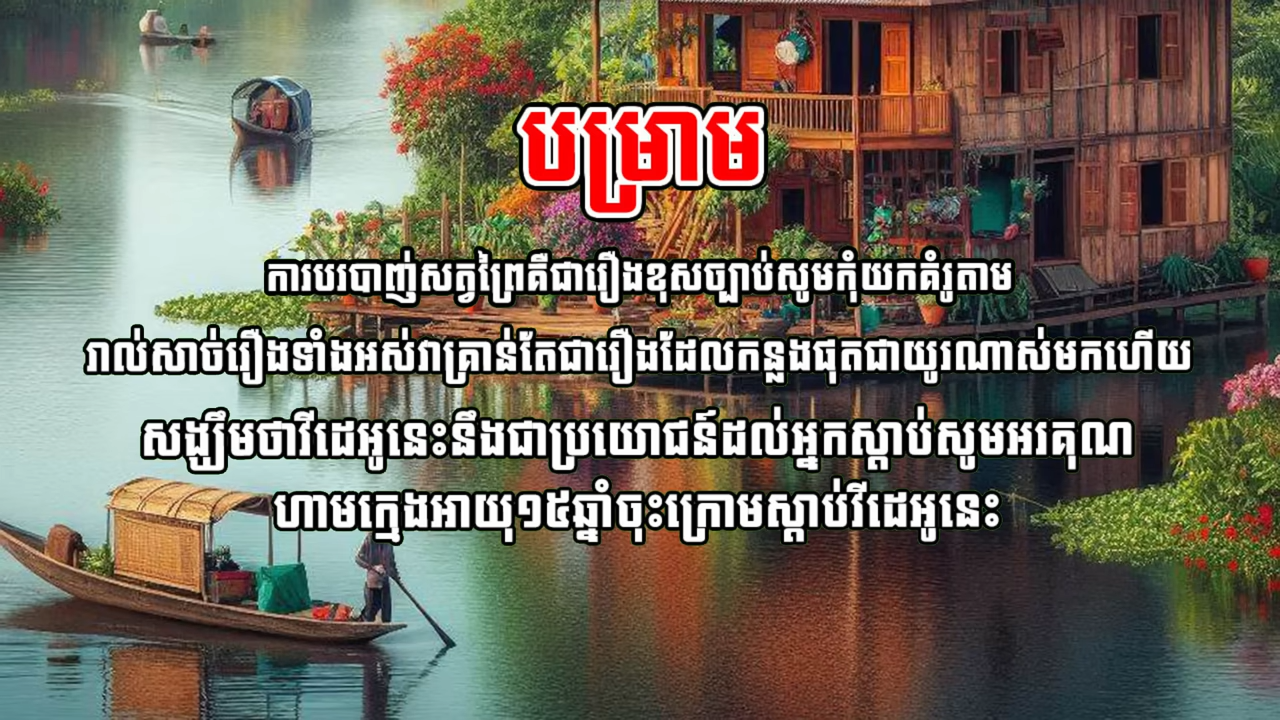 បម្រាម
ការបរបាញ់សត្វព្រៃគឺជារឿងខុសច្បាប់សូមកុំយកគំរូតាម
រាល់សាច់រឿងទាំងអស់វាគ្រាន់តែជារឿងដែលកន្លងផុតជាយូរណាស់មកហើយ
សង្ឃឹមថាវីដេអូនេះនឹងជាប្រយោជន៍ដល់អ្នកស្ដាប់សូមអរគុណ
ហាមក្មេងអាយុ១៥ឆ្នាំចុះក្រោមស្ដាប់វីដេអូនេះ